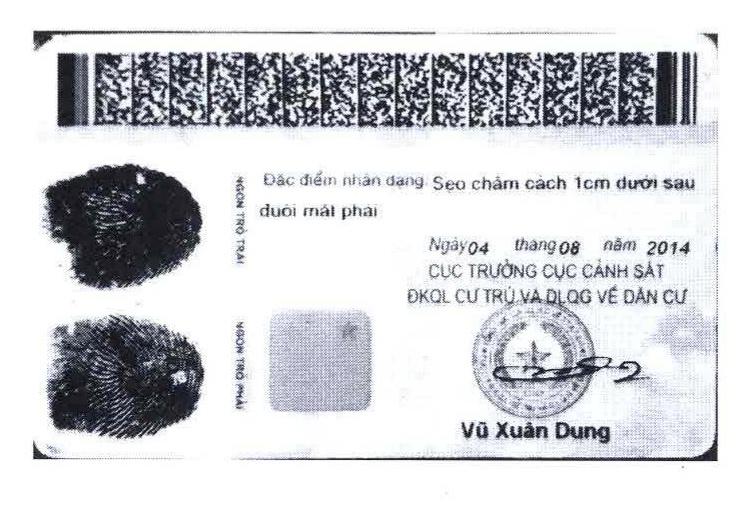 NGÓN TRỎ TRÁI
Đặc điểm nhân dạng: Sẹo chấm cách 1cm dưới sau
đuôi mắt phải
Ngày 04 tháng 08 năm 2014
CỤC TRƯỞNG CỤC CẢNH SÁT
ĐKQL CƯ TRÚ VÀ DLQG VỀ DÂN CƯ
NGÓN TRỎ PHẢI
Vũ Xuân Dung